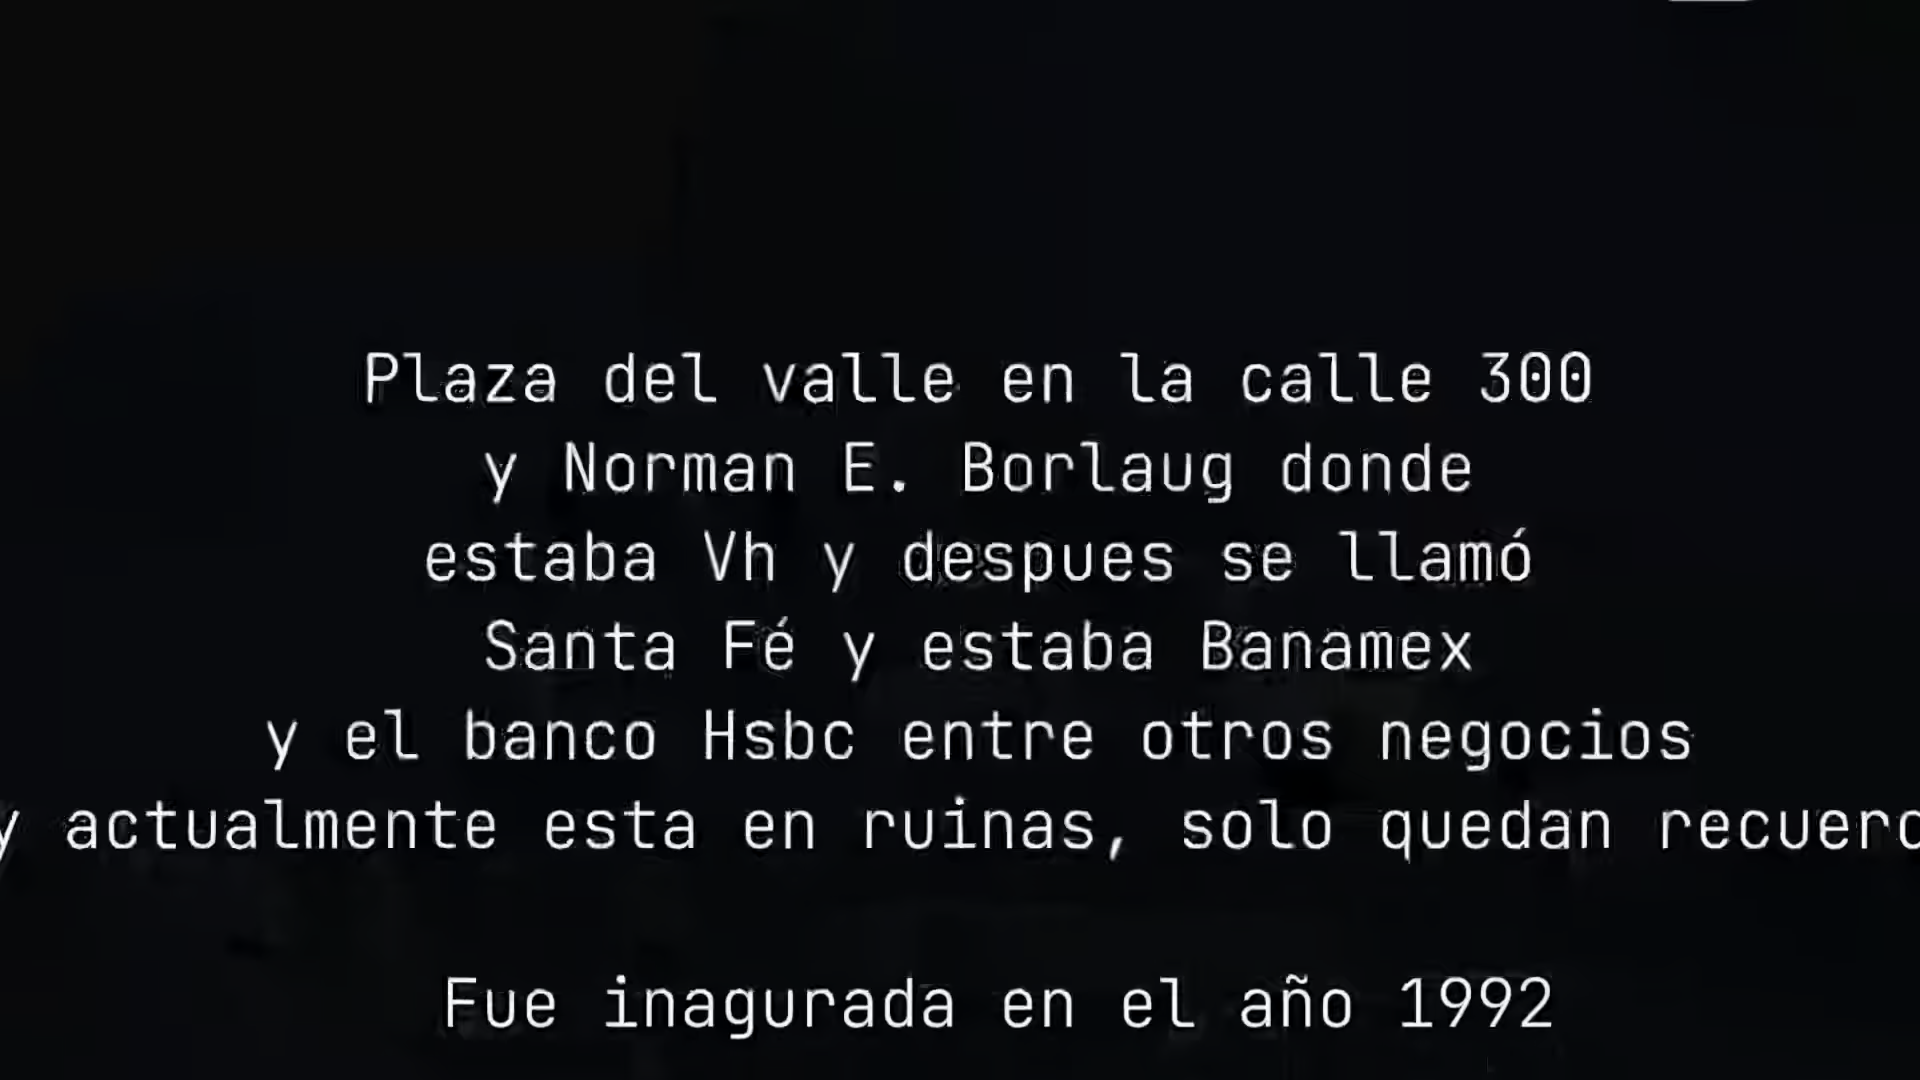 Plaza del valle en la calle 300
y Norman E. Borlaug donde
estaba Vh y despues se llamó
Santa Fé y estaba Banamex
y el banco Hsbc entre otros negocios
y actualmente esta en ruinas, solo quedan
Fue inagurada en el año 1992